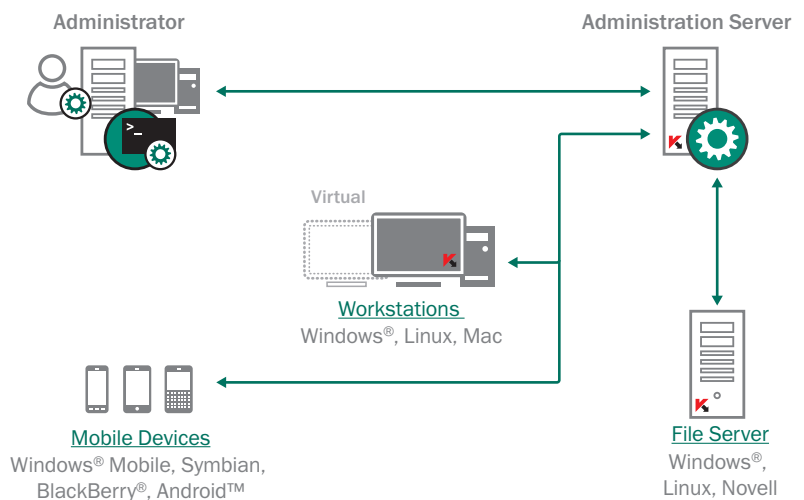 Administrator
Administration Server
>_
Virtual
Workstations
Windows®, Linux, Mac
Mobile Devices
Windows® Mobile, Symbian,
BlackBerry®, Android™
File Server
Windows®,
Linux, Novell